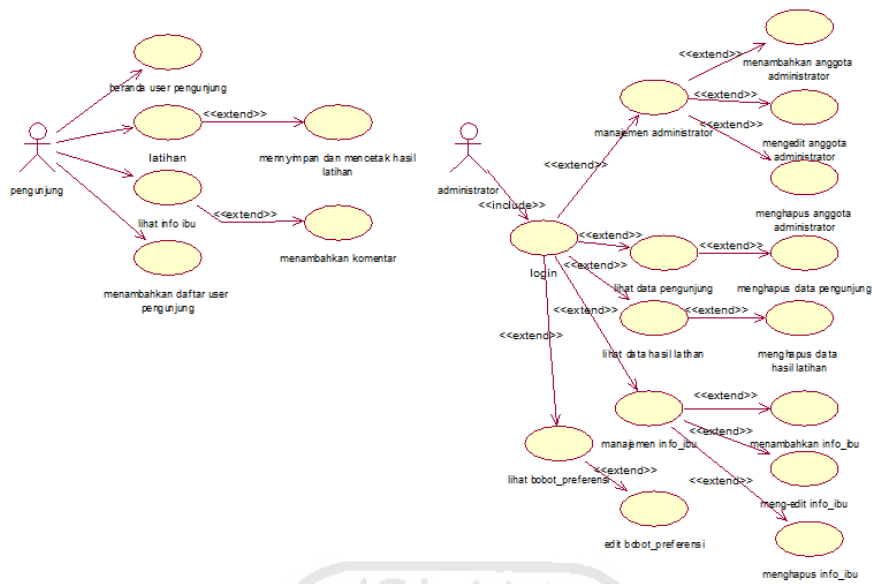 beranda user pengunjung
<<extend>>
latihan
mennyimpan dan mencetak hasil
latihan
pengunjung
lihat info ibu
<<extend>>
menambahkan komentar
menambahkan daftar user
pengunjung
<<extend>>
menambahkan anggota
administrator
<<extend>>
manajemen administrator
mengedit anggota
administrator
<<extend>>
<<extend>>
menghapus anggota
administrator
administrator
<<include>>
login
<<extend>>
<<extend>>
lihat data pengunjung
menghapus data pengunjung
<<extend>>
<<extend>>
lihat data hasil lathan
menghapus data
hasil latihan
<<extend>>
<<extend>>
manajemen info_ibu
<<extend>>
menambahkan info_ibu
<<extend>>
meng-edit info_ibu
<<extend>>
menghapus info_ibu
<<extend>>
lihat bobot_preferensi
<<extend>>
edit bobot_preferensi